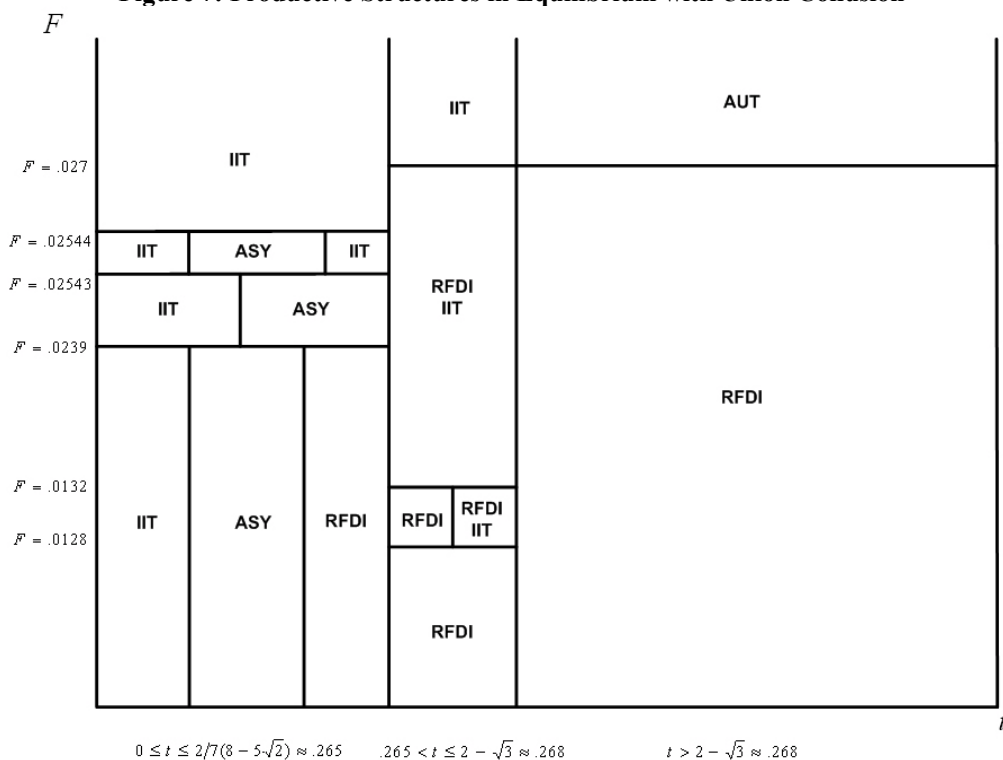 Figure 7. Productive Structures in Equilibrium with Union Collusion
F
IIT
AUT
IIT
F = .027
F = .02544
IIT
ASY
IIT
F = .02543
RFDI
IIT
IIT
ASY
F = .0239
RFDI
F = .0132
IIT
ASY
RFDI
RFDI
RFDI
IIT
F = .0128
RFDI
t
0 ≤ t ≤ 2/7(8 − 5√2) ≈ .265
.265 < t ≤ 2 − √3 ≈ .268
t > 2 − √3 ≈ .268